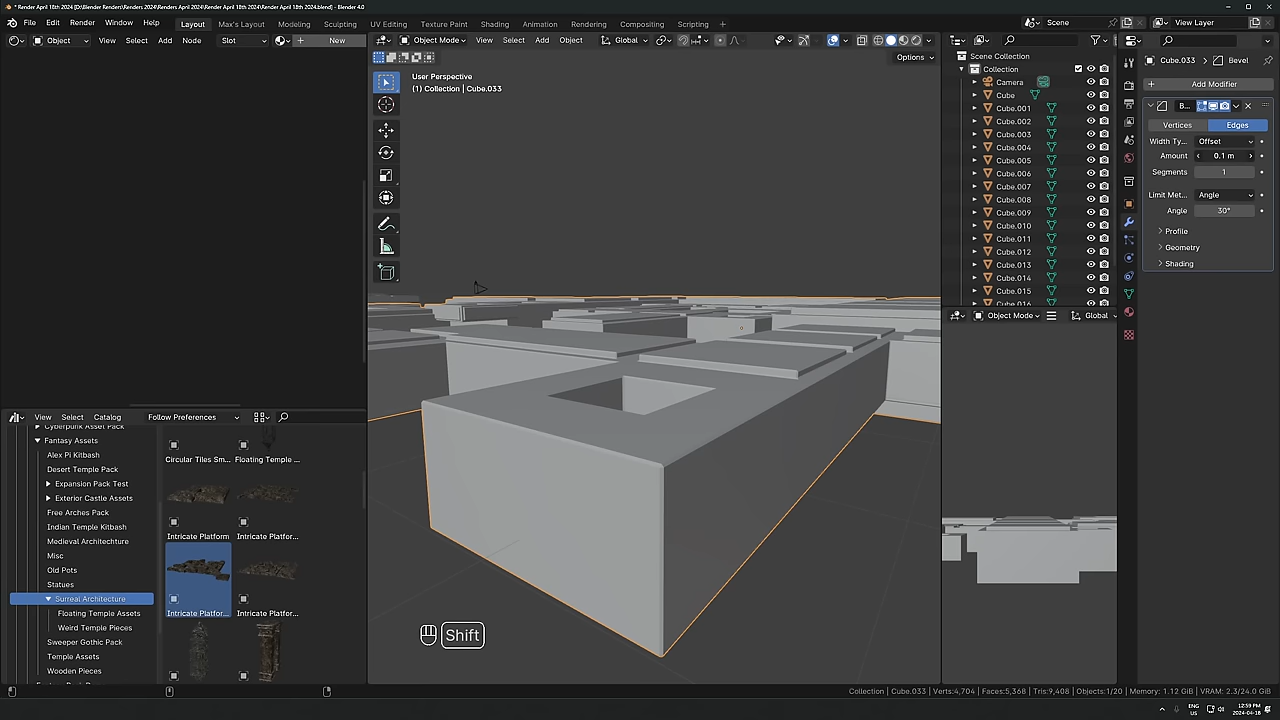 * Render April 18th 2024 [D:\Blender Renders\Renders 2024\Renders April 2024\Render April 18th 2024\Render April 18th 2024.blend] - Blender 4.0
File Edit Render Window Help Layout Max's Layout Modeling Sculpting UV Editing Texture Paint Shading Animation Rendering Compositing Scripting + Scene View Layer
Object View Select Add Node Slot New
Object Mode View Select Add Object Global
Options
User Perspective
(1) Collection | Cube.033
Shift
View Select Catalog Follow Preferences
Cyberpunk Asset Pack
Fantasy Assets
Alex Pi Kitbash
Desert Temple Pack
Expansion Pack Test
Exterior Castle Assets
Free Arches Pack
Indian Temple Kitbash
Medieval Architechture
Misc
Old Pots
Statues
Surreal Architecture
Floating Temple Assets
Weird Temple Pieces
Sweeper Gothic Pack
Temple Assets
Wooden Pieces
Circular Tiles Sm... Floating Temple ...
Intricate Platform Intricate Platfor...
Intricate Platfor... Intricate Platfor...
Scene Collection
Collection
Camera
Cube
Cube.001
Cube.002
Cube.003
Cube.004
Cube.005
Cube.006
Cube.007
Cube.008
Cube.009
Cube.010
Cube.011
Cube.012
Cube.013
Cube.014
Cube.015
Cube.016
Object Mode Global
Cube.033 > Bevel
Add Modifier
B...
Vertices Edges
Width Ty... Offset
Amount 0.1 m
Segments 1
Limit Met... Angle
Angle 30°
Profile
Geometry
Shading
Collection | Cube.033 | Verts:4,704 | Faces:5,368 | Tris:9,408 | Objects:1/20 | Memory: 1.12 GiB | VRAM: 2.3/24.0 GiB
ENG
US
12:59 PM
2024-04-18